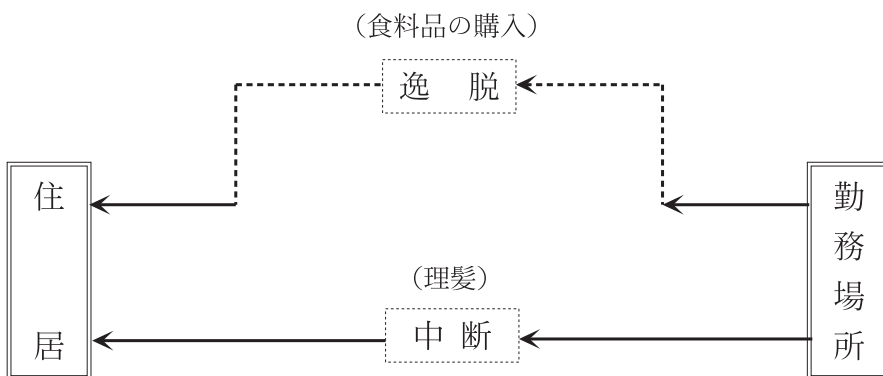 （食料品の購入）
逸　脱
住居
勤務場所
（理髪）
中断